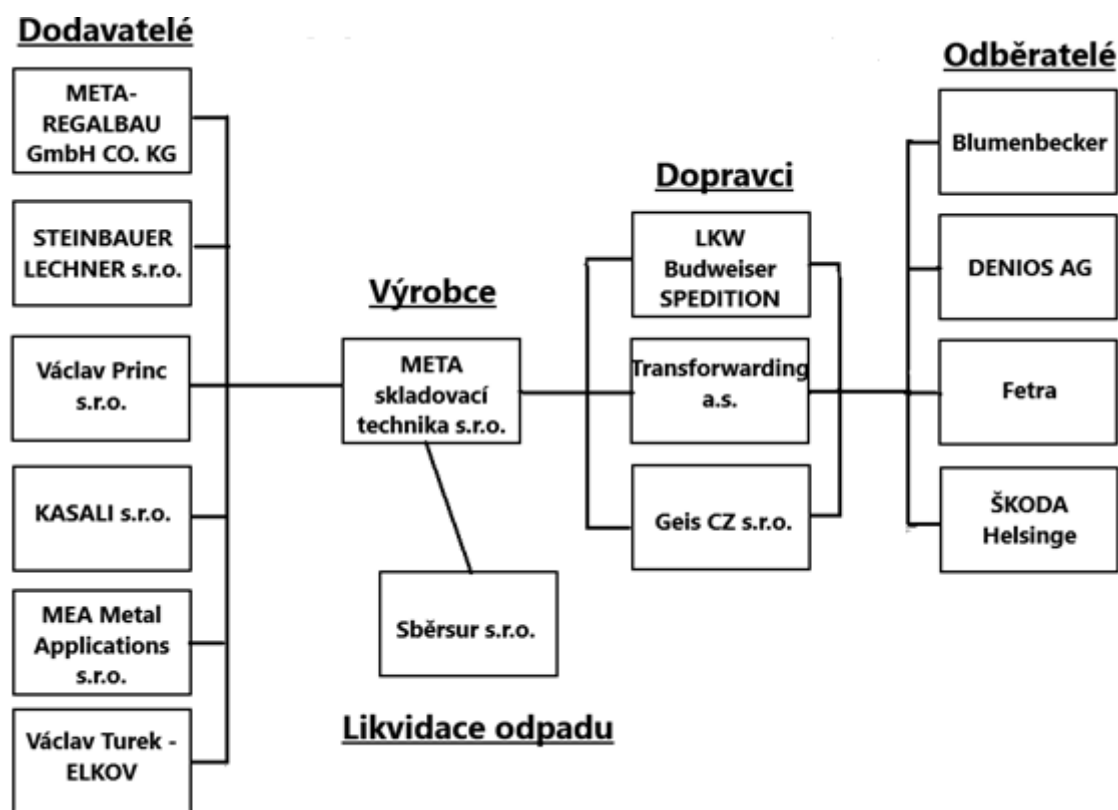 Dodavatelé
META-
REGALBAU
GmbH CO. KG
STEINBAUER
LECHNER s.r.o.
Václav Princ
s.r.o.
KASALI s.r.o.
MEA Metal
Applications
s.r.o.
Václav Turek -
ELKOV
Výrobce
META
skladovací
technika s.r.o.
Sběrsur s.r.o.
Likvidace odpadu
Dopravci
LKW
Budweiser
SPEDITION
Transforwarding
a.s.
Geis CZ s.r.o.
Odběratelé
Blumenbecker
DENIOS AG
Fetra
ŠKODA
Helsinge